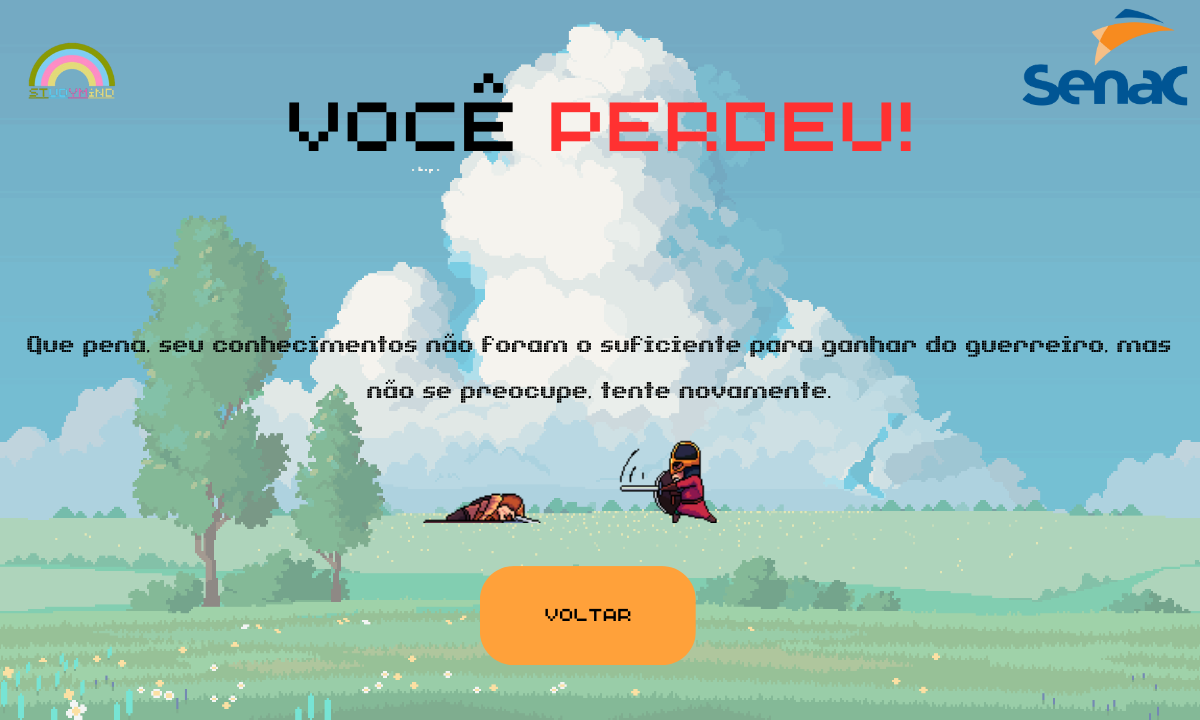 STUDYMIND
Senac
VOCÊ PERDEU!
Que pena, seu conhecimentos não foram o suficiente para ganhar do guerreiro, mas
não se preocupe, tente novamente.
VOLTAR